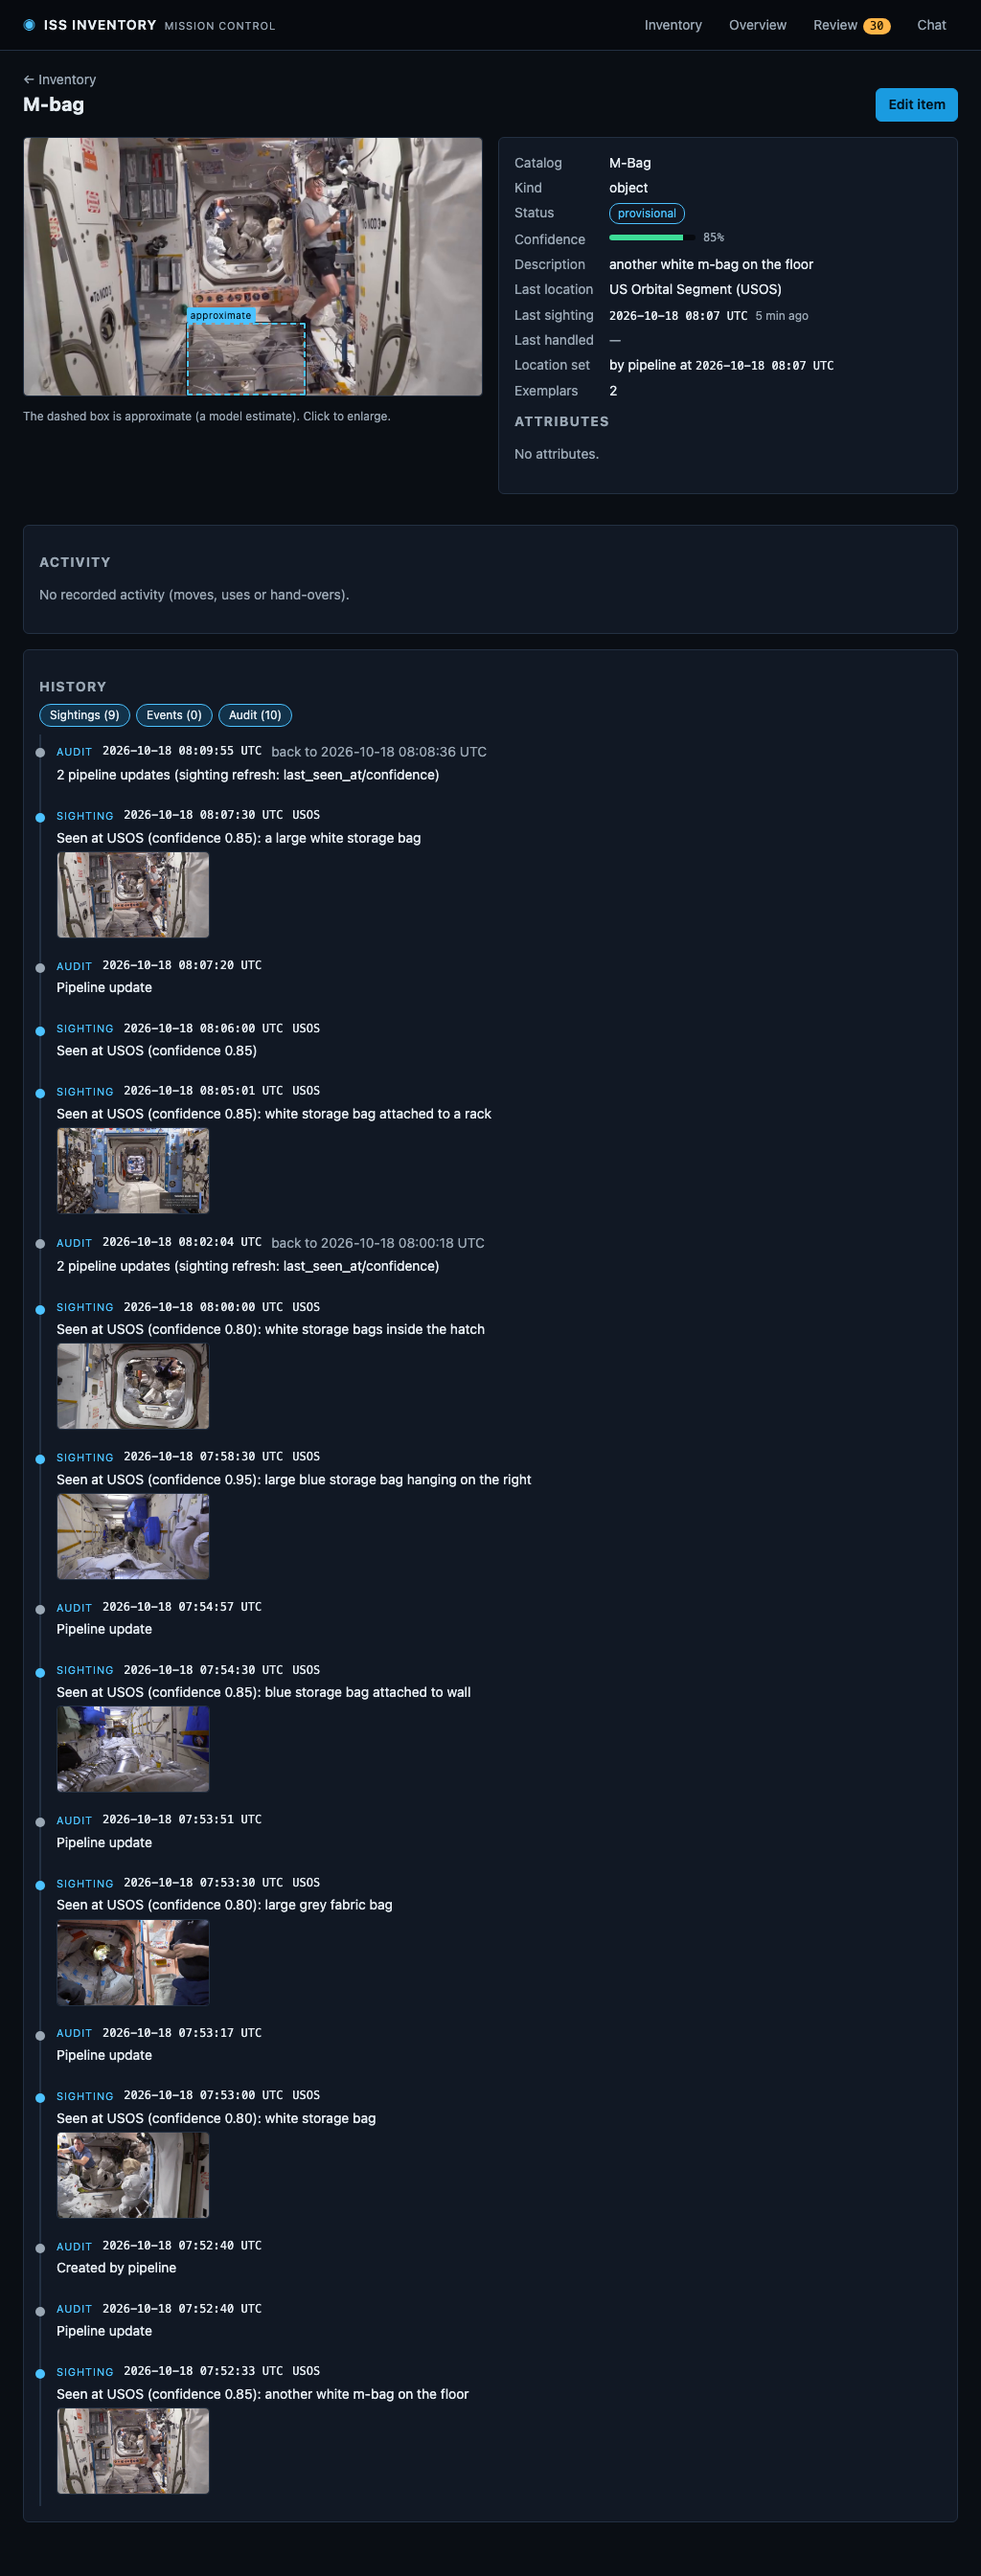 ISS INVENTORY MISSION CONTROL
Inventory Overview Review 30 Chat
← Inventory
M-bag
Edit item
approximate
The dashed box is approximate (a model estimate). Click to enlarge.
Catalog M-Bag
Kind object
Status provisional
Confidence 85%
Description another white m-bag on the floor
Last location US Orbital Segment (USOS)
Last sighting 2026-10-18 08:07 UTC 5 min ago
Last handled —
Location set by pipeline at 2026-10-18 08:07 UTC
Exemplars 2
ATTRIBUTES
No attributes.
ACTIVITY
No recorded activity (moves, uses or hand-overs).
HISTORY
Sightings (9) Events (0) Audit (10)
AUDIT 2026-10-18 08:09:55 UTC back to 2026-10-18 08:08:36 UTC
2 pipeline updates (sighting refresh: last_seen_at/confidence)
SIGHTING 2026-10-18 08:07:30 UTC USOS
Seen at USOS (confidence 0.85): a large white storage bag
AUDIT 2026-10-18 08:07:20 UTC
Pipeline update
SIGHTING 2026-10-18 08:06:00 UTC USOS
Seen at USOS (confidence 0.85)
SIGHTING 2026-10-18 08:05:01 UTC USOS
Seen at USOS (confidence 0.85): white storage bag attached to a rack
AUDIT 2026-10-18 08:02:04 UTC back to 2026-10-18 08:00:18 UTC
2 pipeline updates (sighting refresh: last_seen_at/confidence)
SIGHTING 2026-10-18 08:00:00 UTC USOS
Seen at USOS (confidence 0.80): white storage bags inside the hatch
SIGHTING 2026-10-18 07:58:30 UTC USOS
Seen at USOS (confidence 0.95): large blue storage bag hanging on the right
AUDIT 2026-10-18 07:54:57 UTC
Pipeline update
SIGHTING 2026-10-18 07:54:30 UTC USOS
Seen at USOS (confidence 0.85): blue storage bag attached to wall
AUDIT 2026-10-18 07:53:51 UTC
Pipeline update
SIGHTING 2026-10-18 07:53:30 UTC USOS
Seen at USOS (confidence 0.80): large grey fabric bag
AUDIT 2026-10-18 07:53:17 UTC
Pipeline update
SIGHTING 2026-10-18 07:53:00 UTC USOS
Seen at USOS (confidence 0.80): white storage bag
AUDIT 2026-10-18 07:52:40 UTC
Created by pipeline
AUDIT 2026-10-18 07:52:40 UTC
Pipeline update
SIGHTING 2026-10-18 07:52:33 UTC USOS
Seen at USOS (confidence 0.85): another white m-bag on the floor